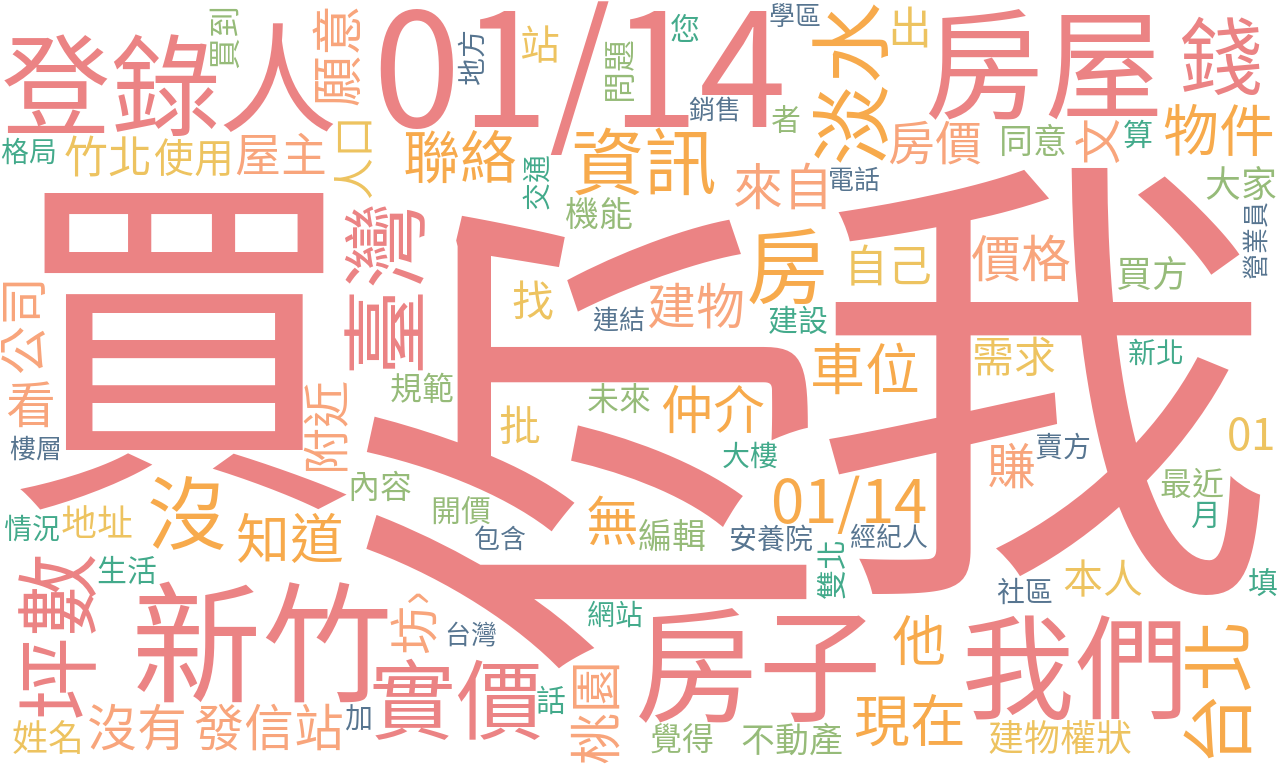 登錄人
買到
願意
01/14
地方
站
問題
您
學區
淡水
出
房屋
錢
格局
竹北
使用
屋主
人口
聯絡
交通
資訊
銷售
者
房價
同意
女
算
物件
來自
電話
大家
營業員
買
臺灣
機能
房
自己
價格
買方
我
公司
找
連結
建物
建設
車位
需求
新北
看
附近
規範
批
未來
仲介
大樓
賺
賣方
01
樓層
沒
知道
內容
開價
包含
無
編輯
安養院
01/14
經紀人
最近
月
情況
地址
生活
坪數
新竹
坊>
台灣
網站
雙北
社區
本人
填
房子
他
我們
台北
姓名
沒有
發信站
加
實價
話
桃園
覺得
不動產
現在
建物權狀